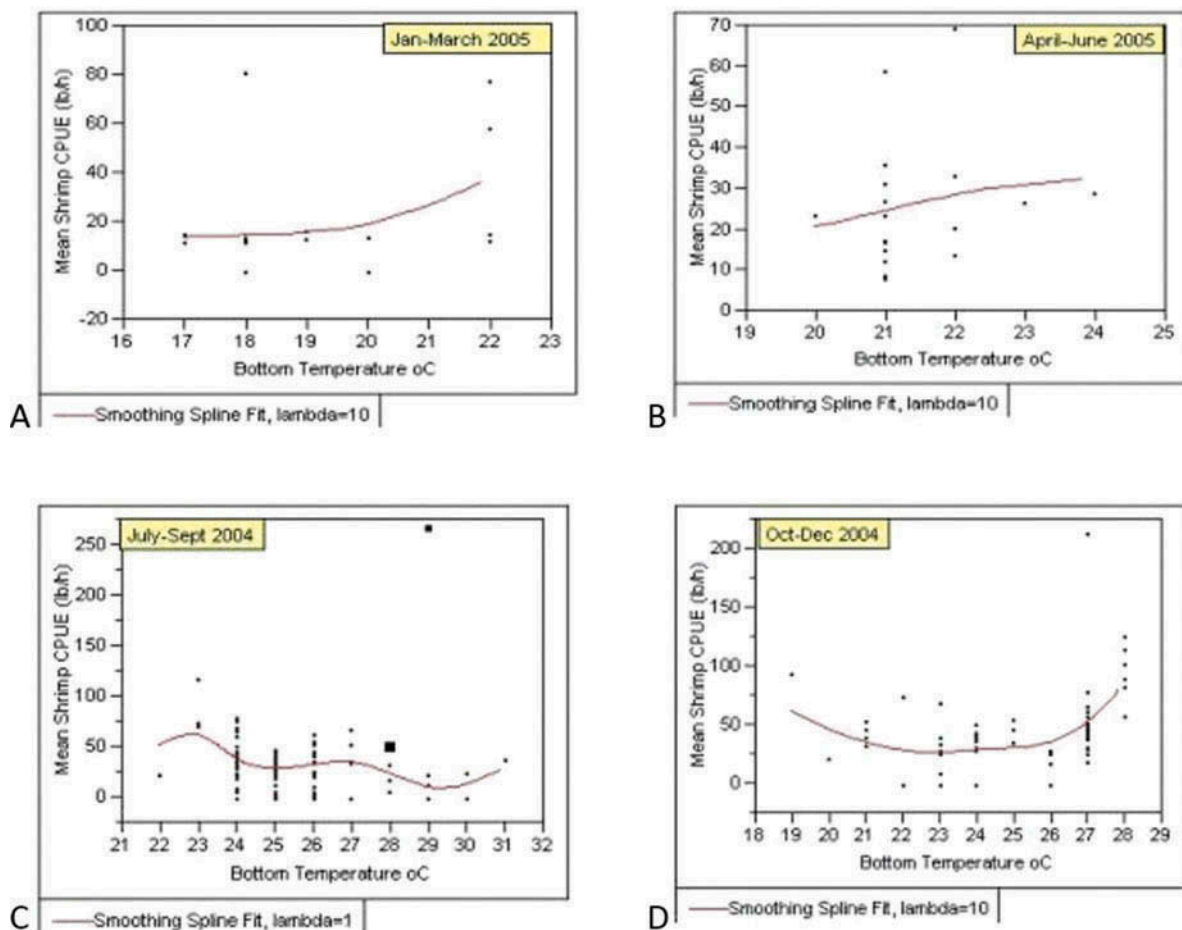 Jan-March 2005
100
80
60
40
20
0
-20
Mean Shrimp CPUE (lb/h)
16 17 18 19 20 21 22 23
Bottom Temperature oC
A
Smoothing Spline Fit, lambda=10
April-June 2005
70
60
50
40
30
20
10
0
Mean Shrimp CPUE (lb/h)
19 20 21 22 23 24 25
Bottom Temperature oC
B
Smoothing Spline Fit, lambda=10
July-Sept 2004
250
200
150
100
50
0
Mean Shrimp CPUE (lb/h)
21 22 23 24 25 26 27 28 29 30 31 32
Bottom Temperature oC
C
Smoothing Spline Fit, lambda=1
Oct-Dec 2004
200
150
100
50
0
Mean Shrimp CPUE (lb/h)
18 19 20 21 22 23 24 25 26 27 28 29
Bottom Temperature oC
D
Smoothing Spline Fit, lambda=10